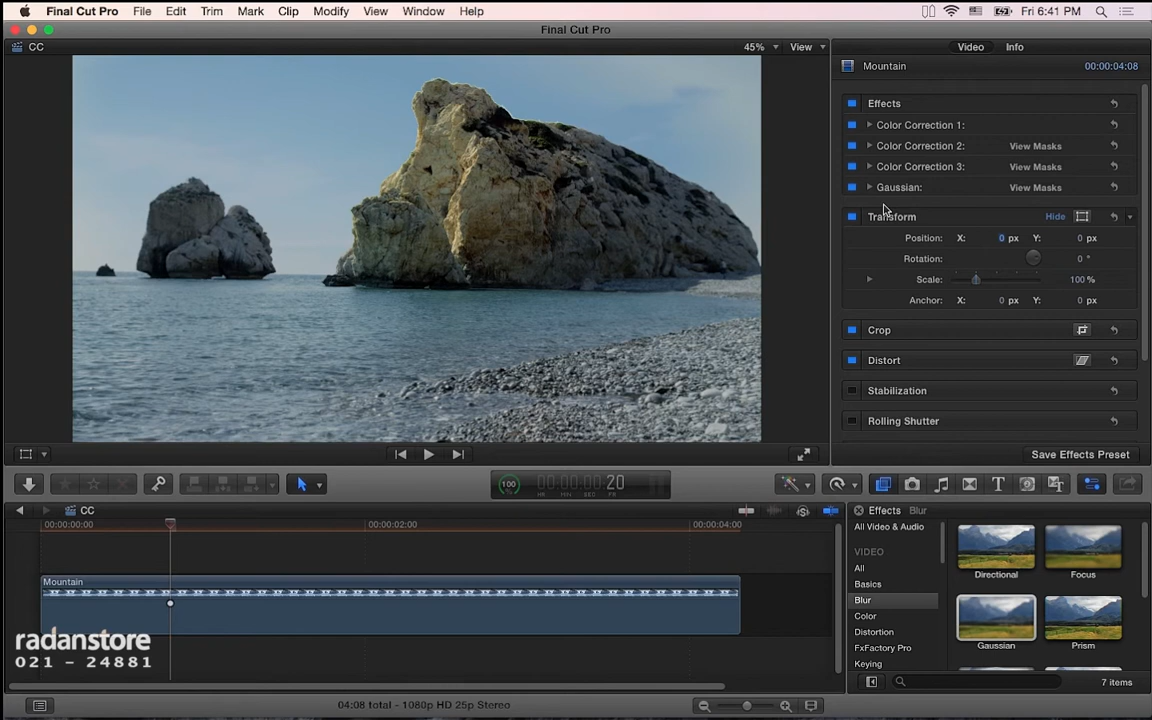 Final Cut Pro File Edit Trim Mark Clip Modify View Window Help Fri 6:41 PM
Final Cut Pro
CC 45% View Video Info
Mountain 00:00:04:08
Effects
Color Correction 1:
Color Correction 2: View Masks
Color Correction 3: View Masks
Gaussian: View Masks
Transform Hide
Position: X: 0 px Y: 0 px
Rotation: 0 °
Scale: 100 %
Anchor: X: 0 px Y: 0 px
Crop
Distort
Stabilization
Rolling Shutter
Save Effects Preset
100 00:00:00:20
HR MIN SEC FR
CC
00:00:00:00 00:00:02:00 00:00:04:00
Mountain
radanstore
021 - 24881
04:08 total - 1080p HD 25p Stereo
Effects Blur
All Video & Audio
VIDEO
All
Basics
Blur
Color
Distortion
FxFactory Pro
Keying
Directional Focus
Gaussian Prism
7 items